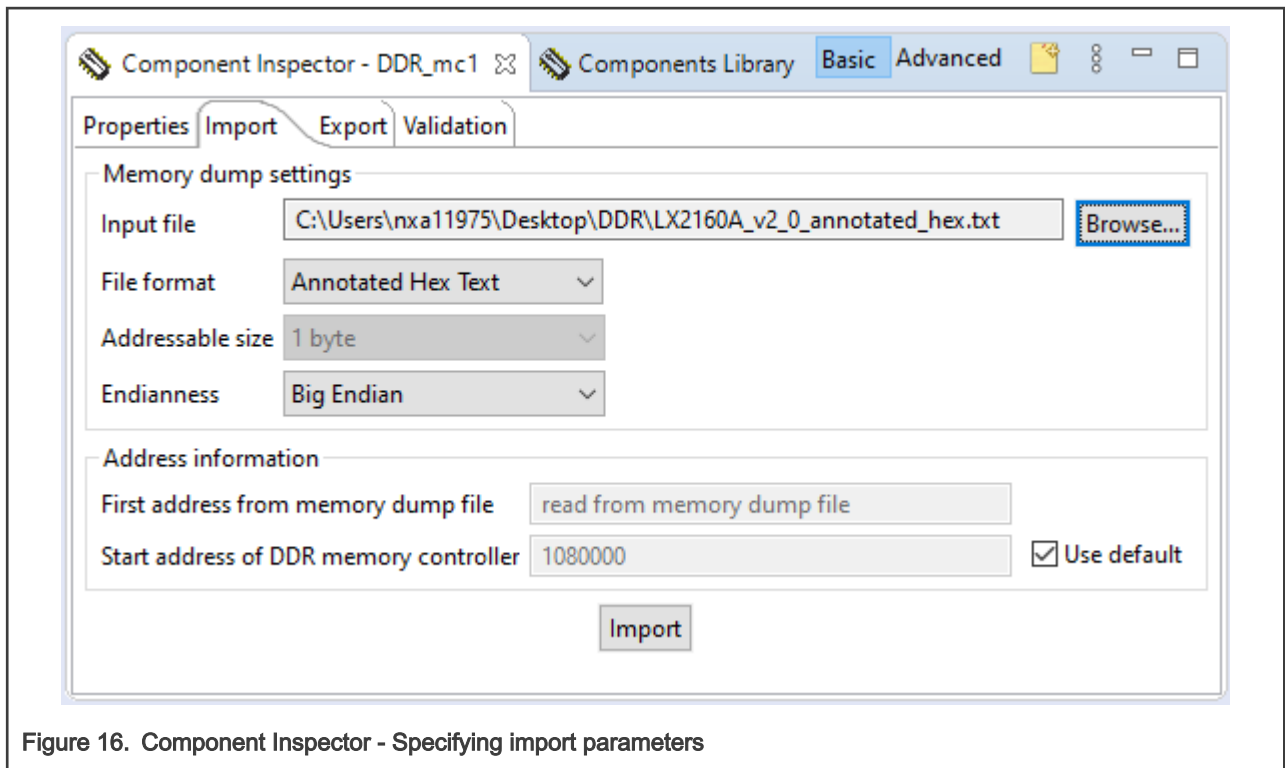 Component Inspector - DDR_mc1 Components Library Basic Advanced
Properties Import Export Validation
Memory dump settings
Input file C:\Users\nxa11975\Desktop\DDR\LX2160A_v2_0_annotated_hex.txt Browse...
File format Annotated Hex Text
Addressable size 1 byte
Endianness Big Endian
Address information
First address from memory dump file read from memory dump file
Start address of DDR memory controller 1080000 Use default
Import
Figure 16. Component Inspector - Specifying import parameters